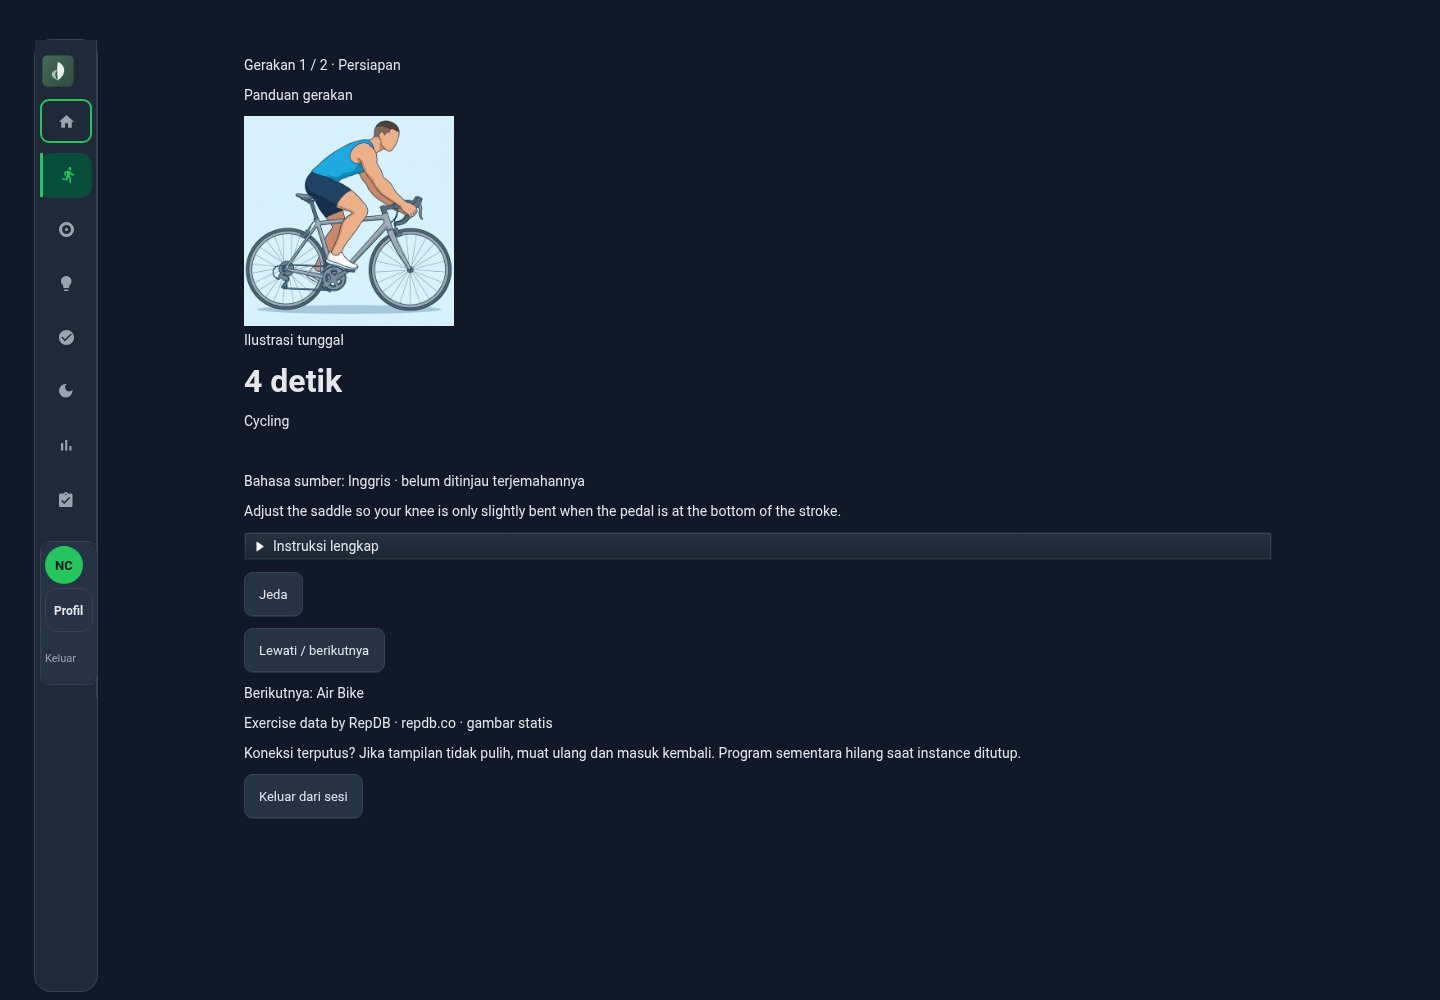 Gerakan 1 / 2 · Persiapan
Panduan gerakan
Ilustrasi tunggal
4 detik
Cycling
Bahasa sumber: Inggris · belum ditinjau terjemahannya
Adjust the saddle so your knee is only slightly bent when the pedal is at the bottom of the stroke.
Instruksi lengkap
Jeda
Lewati / berikutnya
Berikutnya: Air Bike
Exercise data by RepDB · repdb.co · gambar statis
Koneksi terputus? Jika tampilan tidak pulih, muat ulang dan masuk kembali. Program sementara hilang saat instance ditutup.
Keluar dari sesi
NC
Profil
Keluar